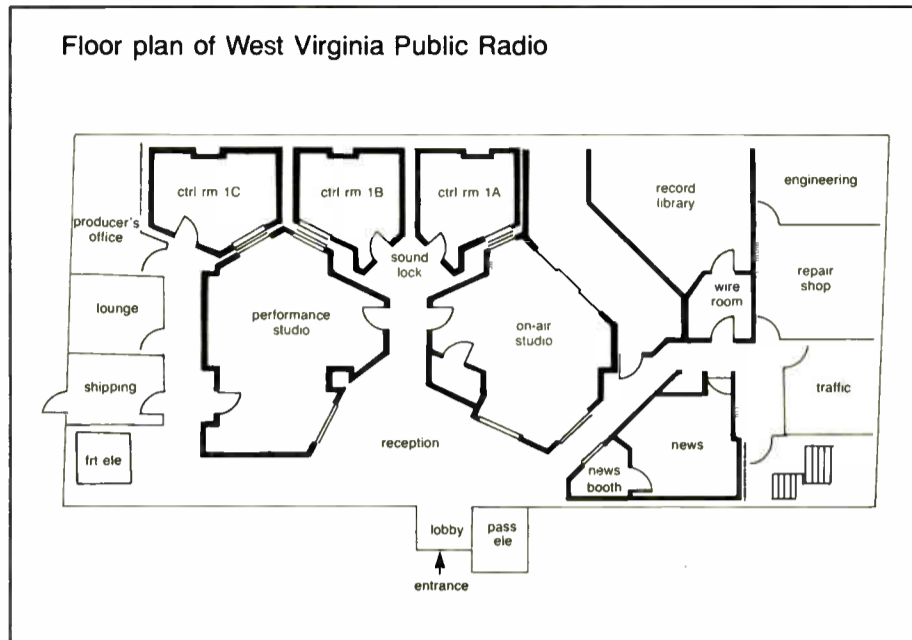 Floor plan of West Virginia Public Radio
ctrl rm 1C
ctrl rm 1B
ctrl rm 1A
record
library
engineering
producer's
office
sound
lock
lounge
performance
studio
on-air
studio
wire
room
repair
shop
shipping
traffic
frt ele
reception
news
news
booth
lobby
pass
ele
entrance